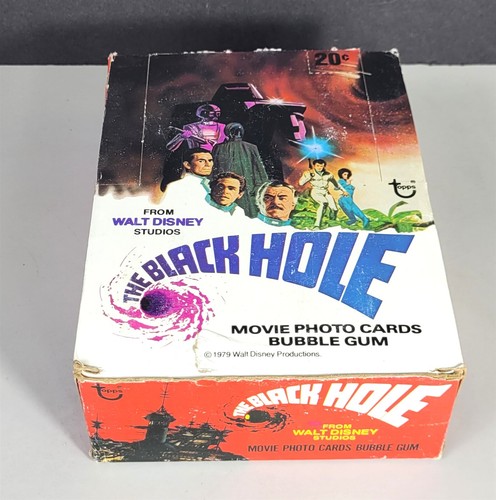 20¢
topps
FROM
WALT DISNEY
STUDIOS
THE BLACK HOLE
MOVIE PHOTO CARDS
BUBBLE GUM
© 1979 Walt Disney Productions.
topps
THE BLACK HOLE
FROM
WALT DISNEY
STUDIOS
MOVIE PHOTO CARDS BUBBLE GUM